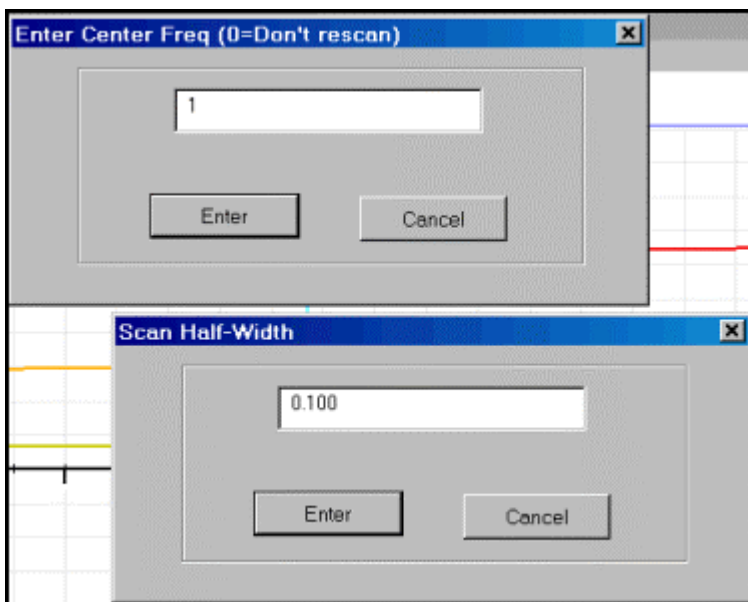 Enter Center Freq (0=Don't rescan)
1
Enter Cancel
Scan Half-Width
0.100
Enter Cancel